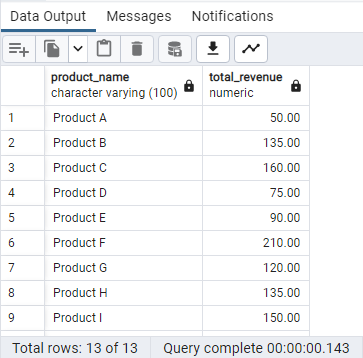 Data Output Messages Notifications
product_name total_revenue
character varying (100) numeric
1 Product A 50.00
2 Product B 135.00
3 Product C 160.00
4 Product D 75.00
5 Product E 90.00
6 Product F 210.00
7 Product G 120.00
8 Product H 135.00
9 Product I 150.00
Total rows: 13 of 13 Query complete 00:00:00.143